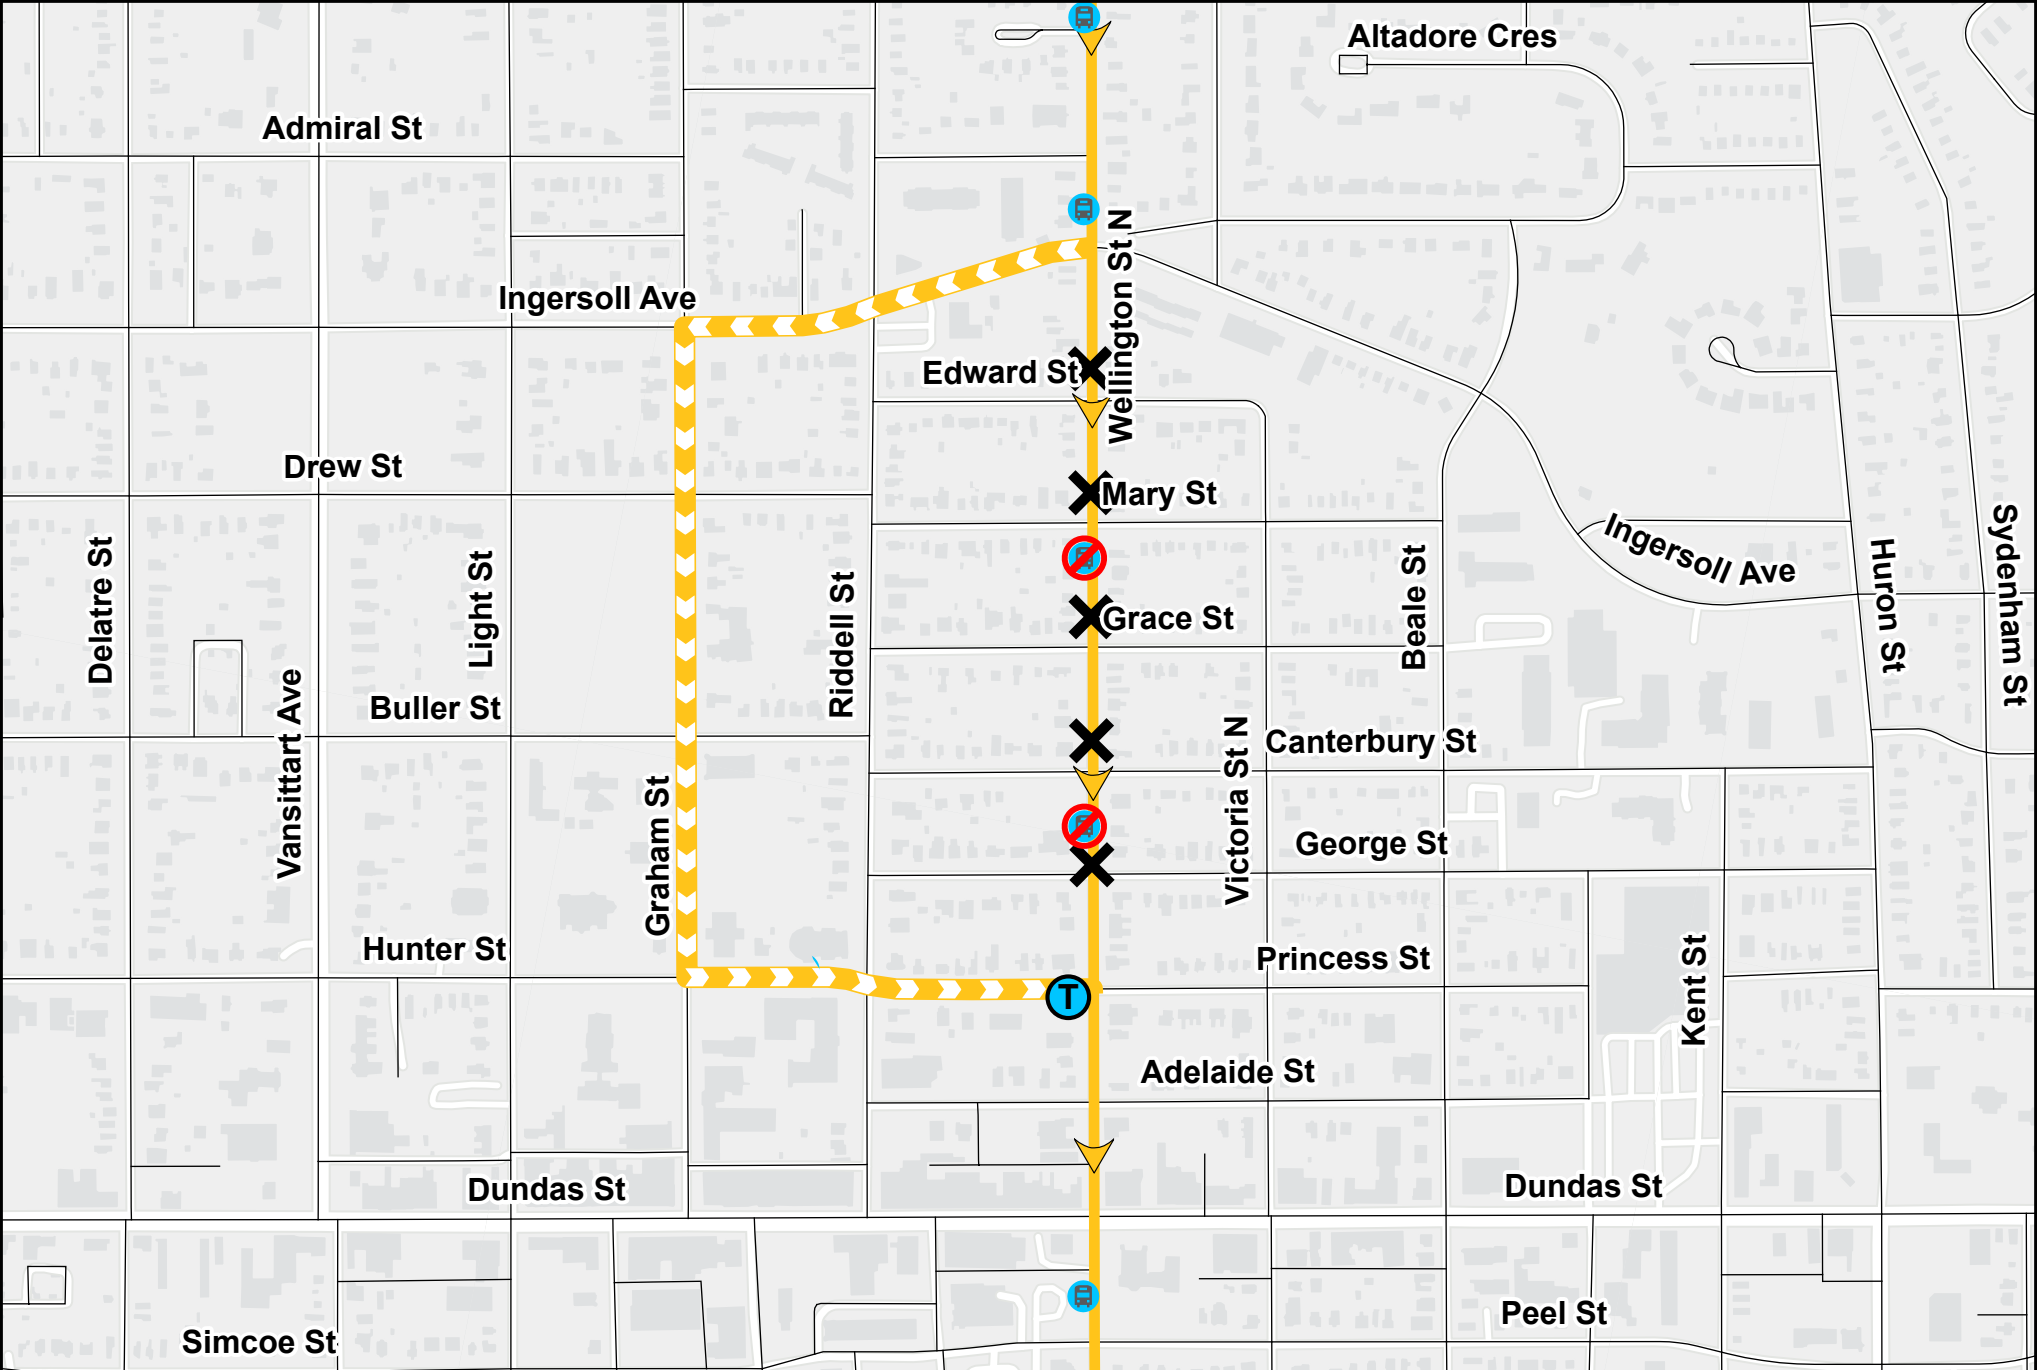 Altadore Cres
Admiral St
Wellington St N
Ingersoll Ave
Edward St
Drew St
Mary St
Ingersoll Ave
Sydenham St
Delatre St
Light St
Riddell St
Grace St
Beale St
Huron St
Vansittart Ave
Buller St
Victoria St N
Canterbury St
Graham St
George St
Hunter St
Princess St
Kent St
T
Adelaide St
Dundas St
Dundas St
Peel St
Simcoe St